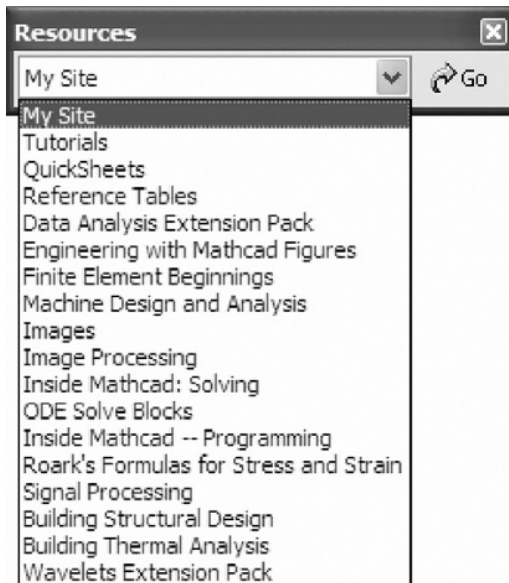 Resources
My Site Go
My Site
Tutorials
QuickSheets
Reference Tables
Data Analysis Extension Pack
Engineering with Mathcad Figures
Finite Element Beginnings
Machine Design and Analysis
Images
Image Processing
Inside Mathcad: Solving
ODE Solve Blocks
Inside Mathcad -- Programming
Roark's Formulas for Stress and Strain
Signal Processing
Building Structural Design
Building Thermal Analysis
Wavelets Extension Pack